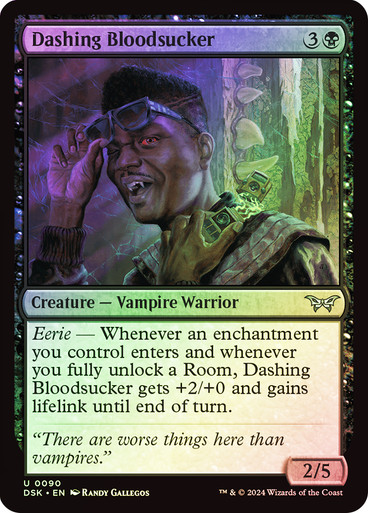 Dashing Bloodsucker 3
Creature — Vampire Warrior
Eerie — Whenever an enchantment
you control enters and whenever
you fully unlock a Room, Dashing
Bloodsucker gets +2/+0 and gains
lifelink until end of turn.
“There are worse things here than
vampires.”
2/5
U 0090
DSK • EN Randy Gallegos
™ & © 2024 Wizards of the Coast